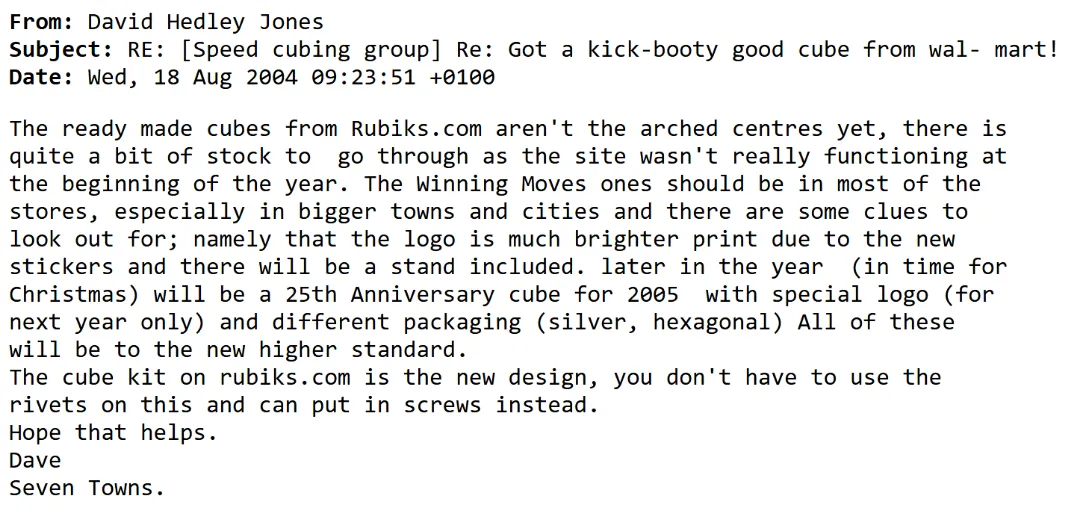 From: David Hedley Jones
Subject: RE: [Speed cubing group] Re: Got a kick-booty good cube from wal- mart!
Date: Wed, 18 Aug 2004 09:23:51 +0100

The ready made cubes from Rubiks.com aren't the arched centres yet, there is
quite a bit of stock to  go through as the site wasn't really functioning at
the beginning of the year. The Winning Moves ones should be in most of the
stores, especially in bigger towns and cities and there are some clues to
look out for; namely that the logo is much brighter print due to the new
stickers and there will be a stand included. later in the year  (in time for
Christmas) will be a 25th Anniversary cube for 2005  with special logo (for
next year only) and different packaging (silver, hexagonal) All of these
will be to the new higher standard.
The cube kit on rubiks.com is the new design, you don't have to use the
rivets on this and can put in screws instead.
Hope that helps.
Dave
Seven Towns.